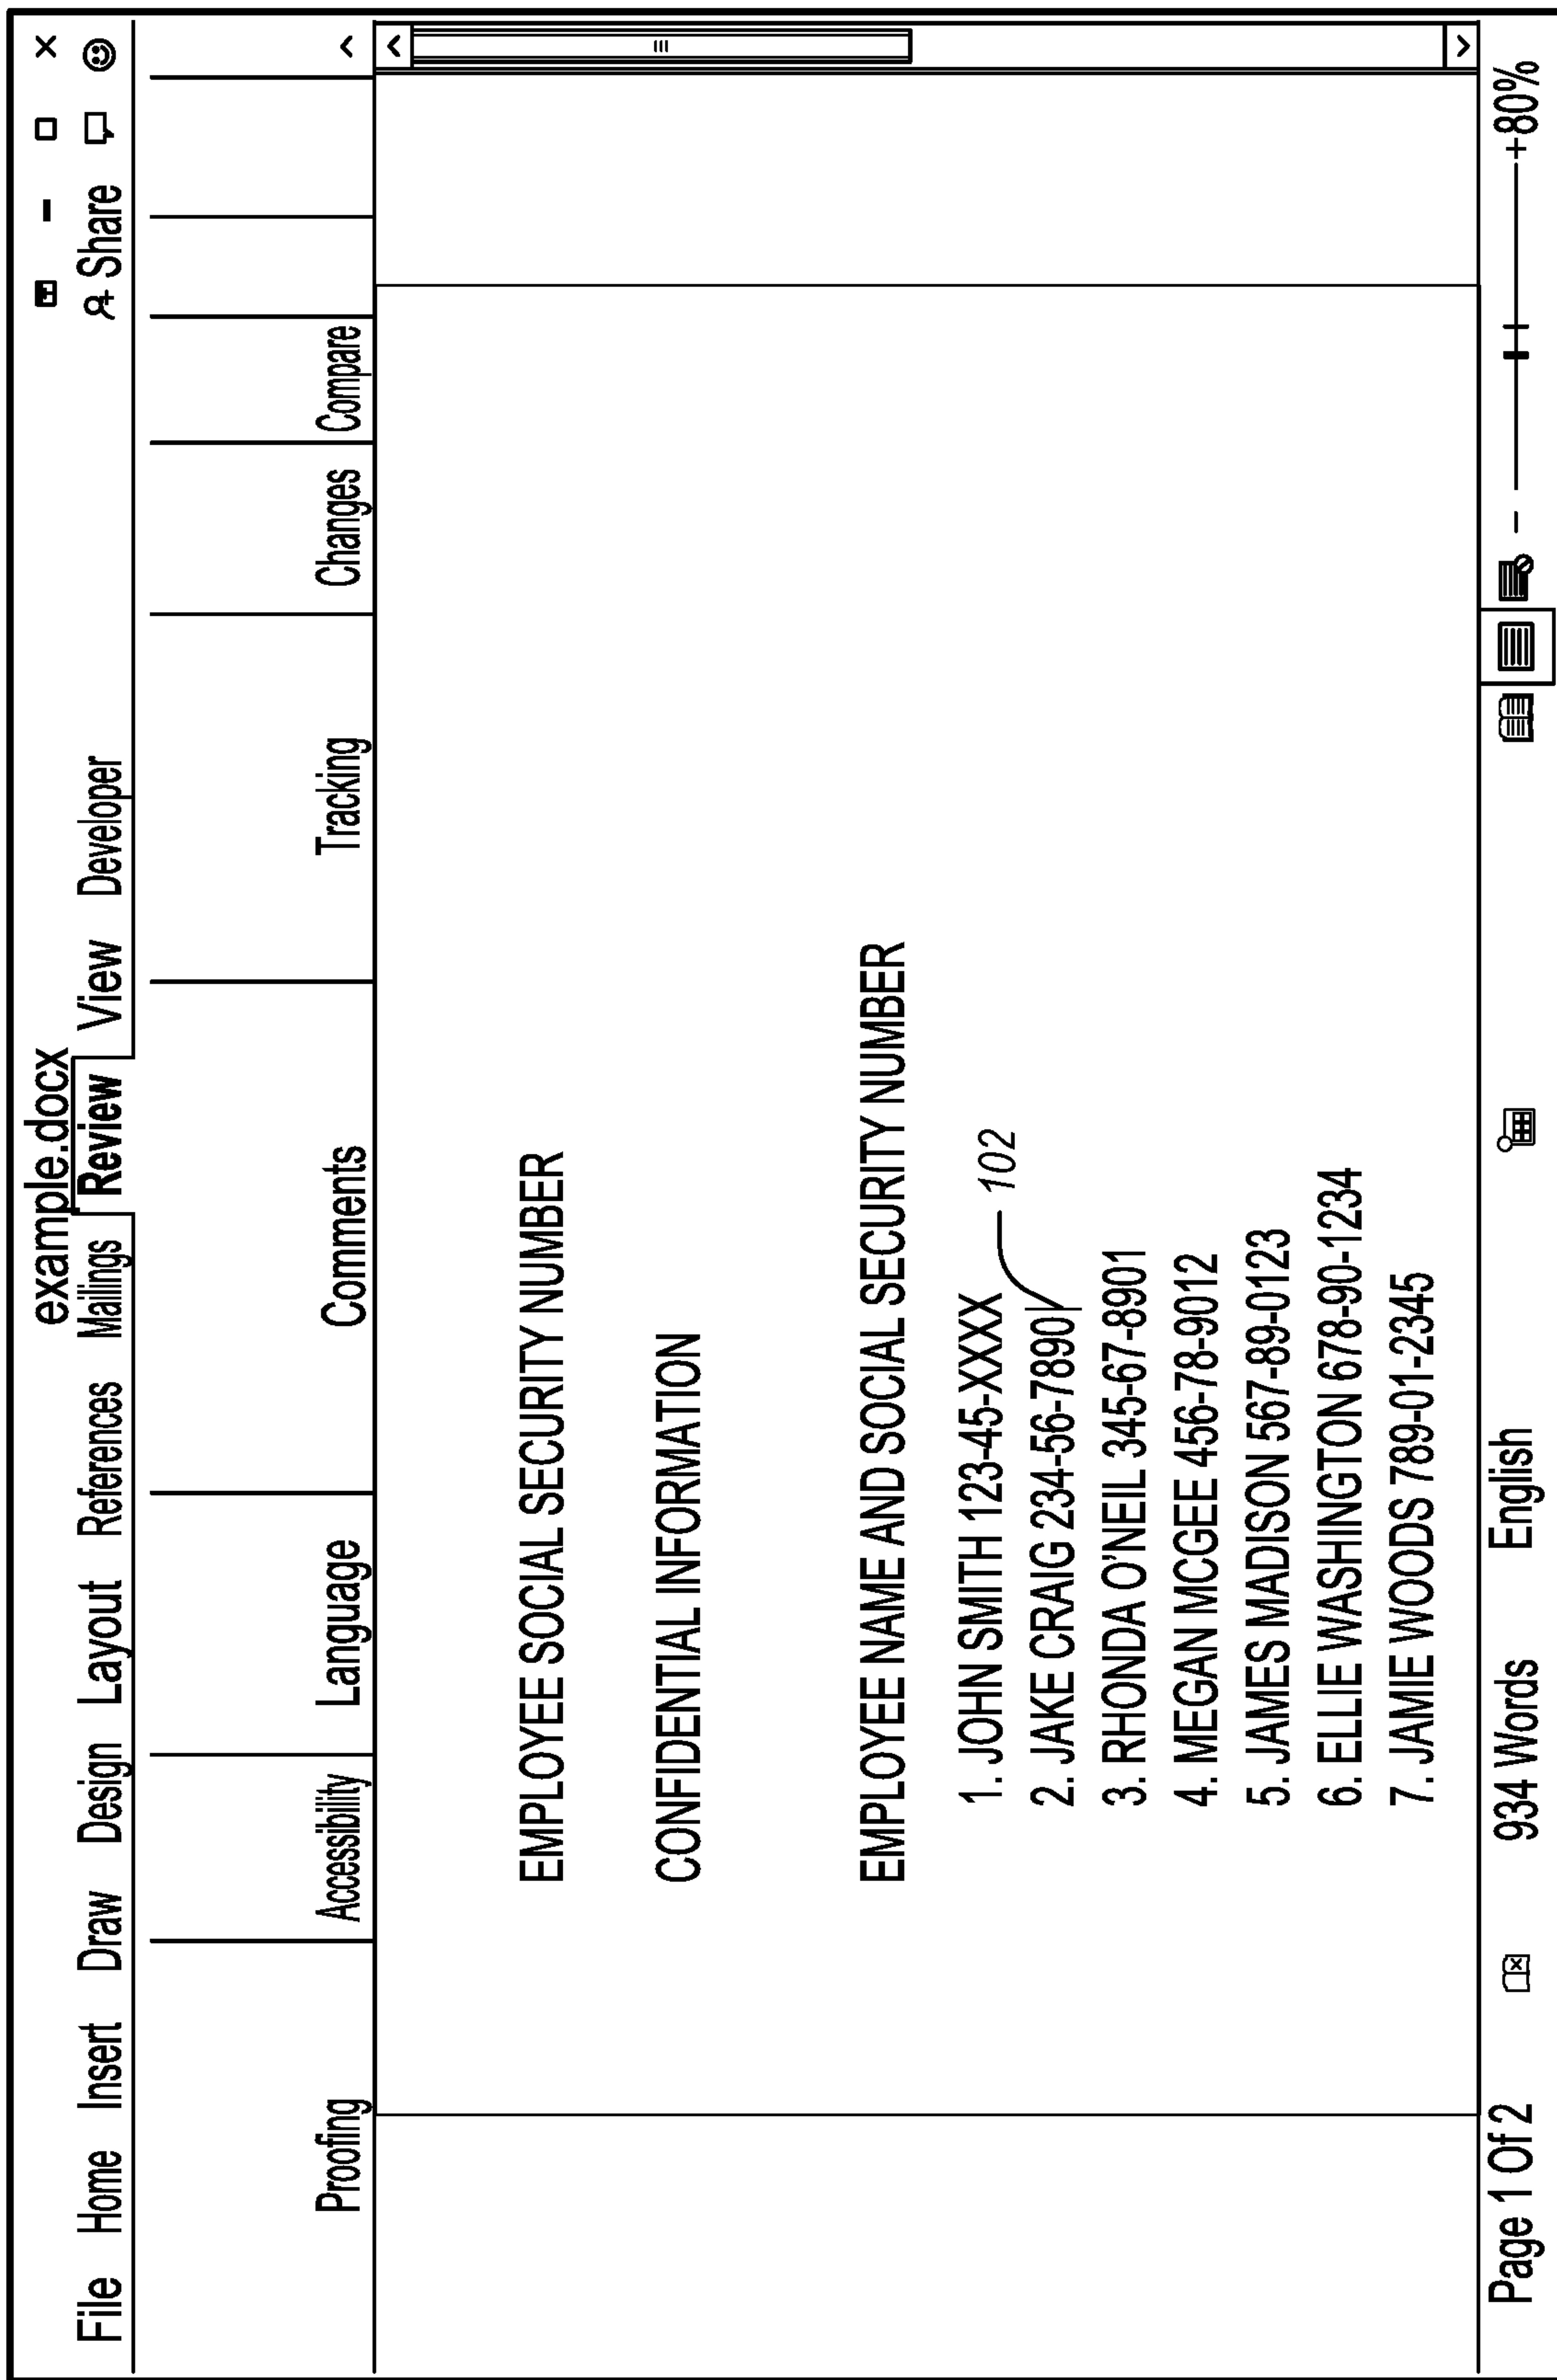 example.docx
File Home Insert Draw Design Layout References Mailings Review View Developer Share
Proofing Accessibility Language Comments Tracking Changes Compare
EMPLOYEE SOCIAL SECURITY NUMBER
CONFIDENTIAL INFORMATION
EMPLOYEE NAME AND SOCIAL SECURITY NUMBER
1. JOHN SMITH 123-45-XXXX
102
2. JAKE CRAIG 234-56-7890
3. RHONDA O'NEIL 345-67-8901
4. MEGAN MCGEE 456-78-9012
5. JAMES MADISON 567-89-0123
6. ELLIE WASHINGTON 678-90-1234
7. JAMIE WOODS 789-01-2345
Page 1 Of 2 934 Words English - +80%